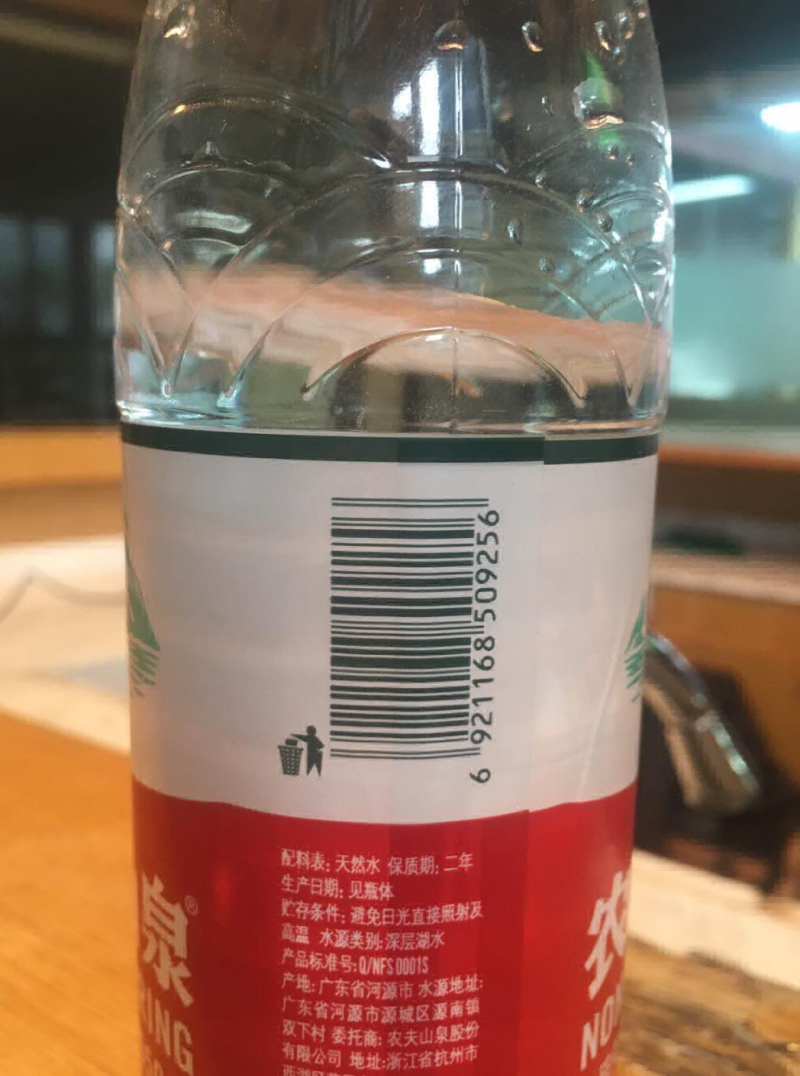 6 921168 509256
配料表: 天然水 保质期: 二年
生产日期: 见瓶体
贮存条件: 避免日光直接照射及
高温 水源类别: 深层湖水
产品标准号: Q/NFS 0001S
产地: 广东省河源市 水源地址:
广东省河源市源城区源南镇
双下村 委托商: 农夫山泉股份
有限公司 地址: 浙江省杭州市
泉®
RING
农
NON